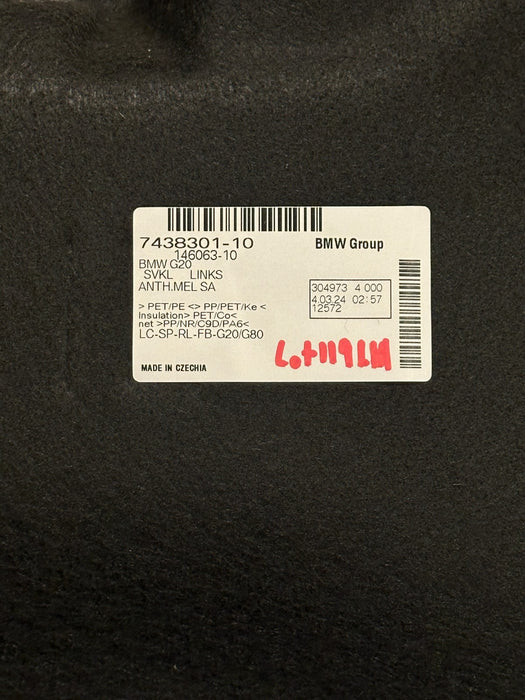 7438301-10
BMW Group
146063-10
BMW G20
SVKL LINKS
ANTH.MEL SA
304973 4 000
4.03.24 02:57
12572
> PET/PE <> PP/PET/Ke <
Insulation> PET/Co<
net >PP/NR/C9D/PA6<
LC-SP-RL-FB-G20/G80
MADE IN CZECHIA